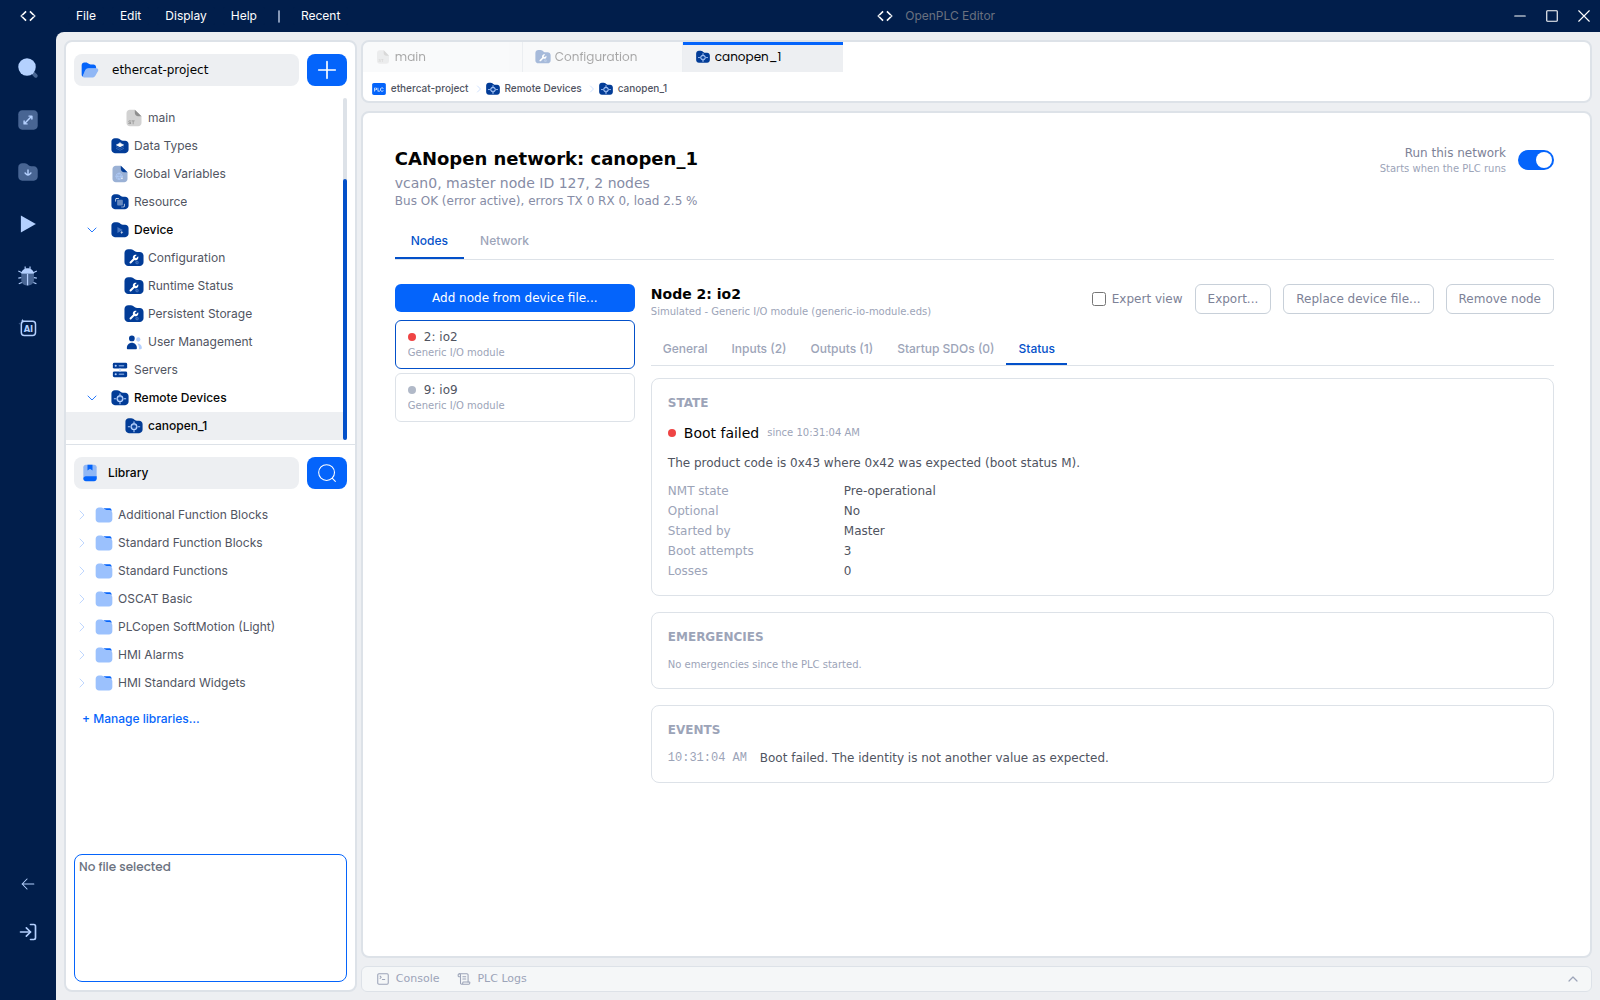 File Edit Display Help | Recent
OpenPLC Editor
ethercat-project
main
Data Types
Global Variables
Resource
Device
Configuration
Runtime Status
Persistent Storage
User Management
Servers
Remote Devices
canopen_1
Library
Additional Function Blocks
Standard Function Blocks
Standard Functions
OSCAT Basic
PLCopen SoftMotion (Light)
HMI Alarms
HMI Standard Widgets
+ Manage libraries...
No file selected
AI
main
Configuration
canopen_1
PLC ethercat-project Remote Devices canopen_1
CANopen network: canopen_1
vcan0, master node ID 127, 2 nodes
Bus OK (error active), errors TX 0 RX 0, load 2.5 %
Run this network
Starts when the PLC runs
Nodes Network
Add node from device file...
2: io2
Generic I/O module
9: io9
Generic I/O module
Node 2: io2
Simulated - Generic I/O module (generic-io-module.eds)
Expert view
Export...
Replace device file...
Remove node
General Inputs (2) Outputs (1) Startup SDOs (0) Status
STATE
Boot failed since 10:31:04 AM
The product code is 0x43 where 0x42 was expected (boot status M).
NMT state Pre-operational
Optional No
Started by Master
Boot attempts 3
Losses 0
EMERGENCIES
No emergencies since the PLC started.
EVENTS
10:31:04 AM Boot failed. The identity is not another value as expected.
Console PLC Logs